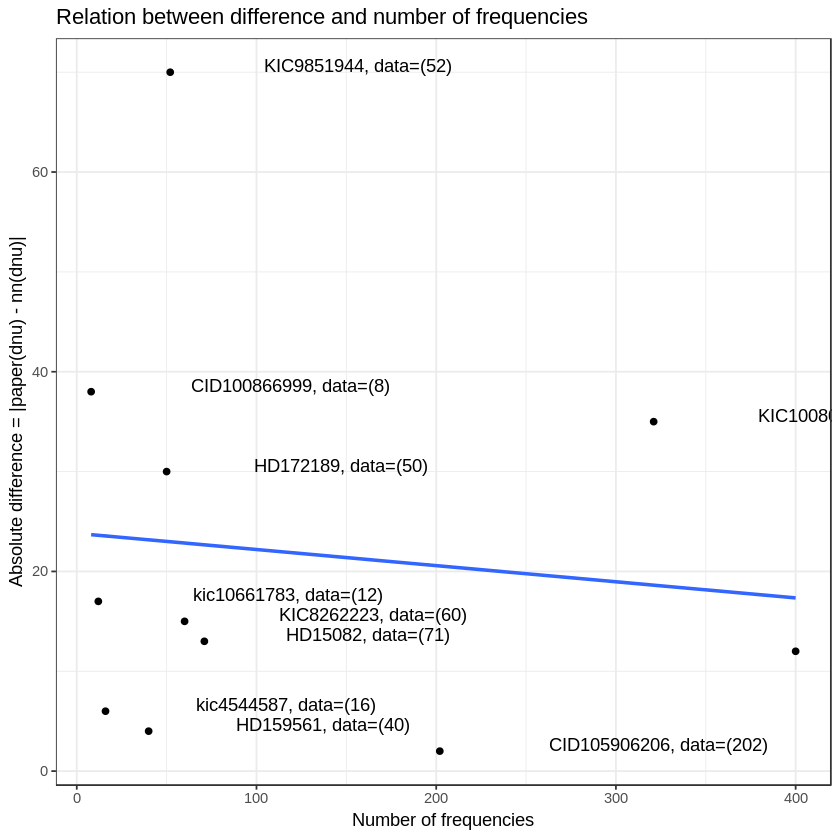 Relation between difference and number of frequencies
KIC9851944, data=(52)
60
CID100866999, data=(8)
40
KIC1008
HD172189, data=(50)
Absolute difference = |paper(dnu) - nn(dnu)|
20
kic10661783, data=(12)
KIC8262223, data=(60)
HD15082, data=(71)
kic4544587, data=(16)
HD159561, data=(40)
CID105906206, data=(202)
0
0 100 200 300 400
Number of frequencies